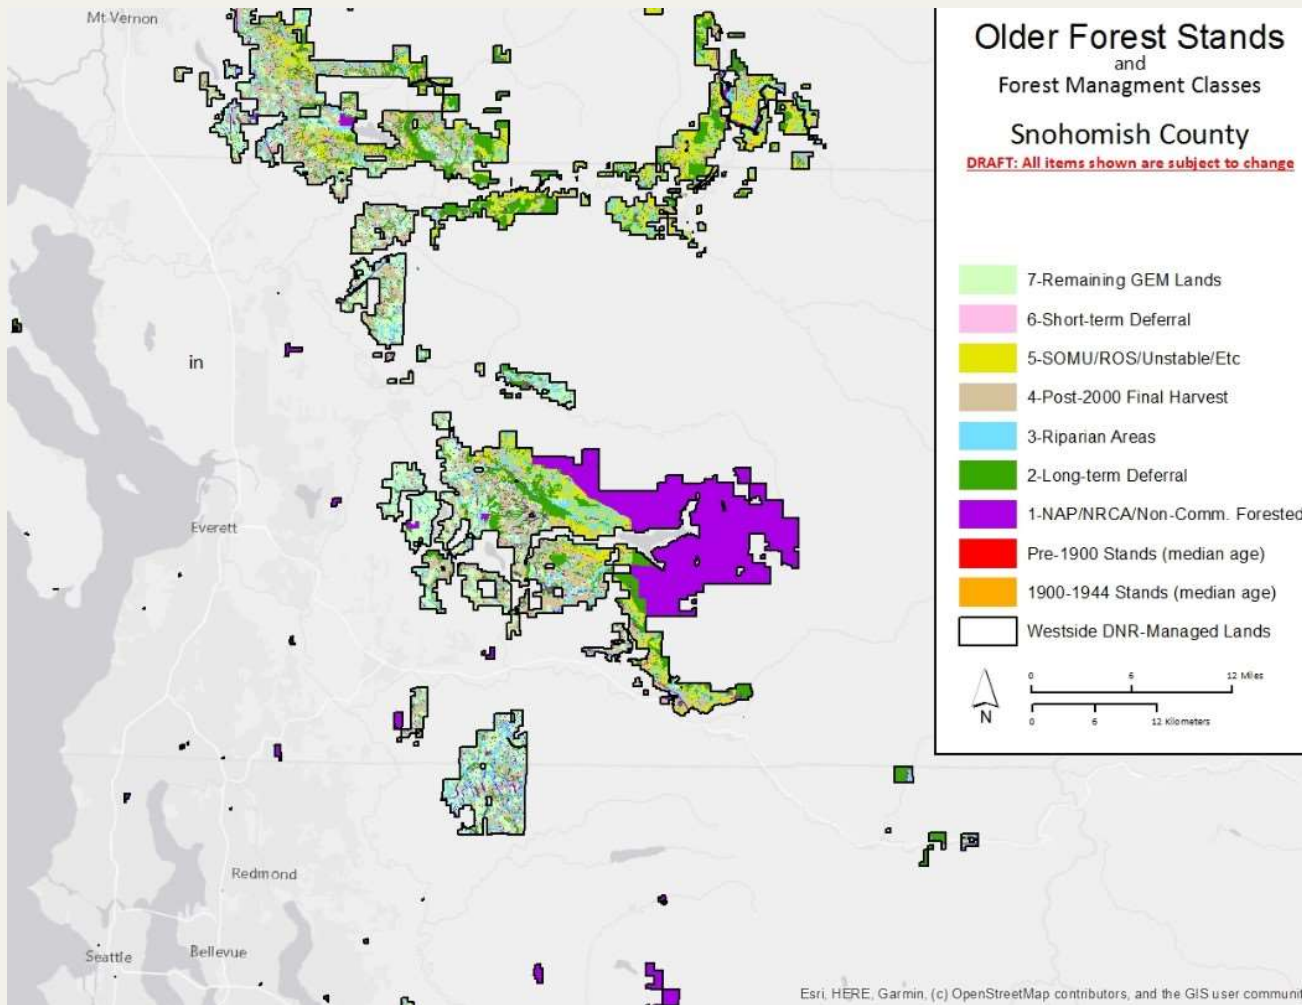 Mt Vernon
in
Everett
Redmond
Seattle
Bellevue
Older Forest Stands
and
Forest Managment Classes
Snohomish County
DRAFT: All items shown are subject to change
7-Remaining GEM Lands
6-Short-term Deferral
5-SOMU/ROS/Unstable/Etc
4-Post-2000 Final Harvest
3-Riparian Areas
2-Long-term Deferral
1-NAP/NRCA/Non-Comm. Forested
Pre-1900 Stands (median age)
1900-1944 Stands (median age)
Westside DNR-Managed Lands
0 6 12 Miles
0 6 12 Kilometers
N
Esri, HERE, Garmin, (c) OpenStreetMap contributors, and the GIS user communit